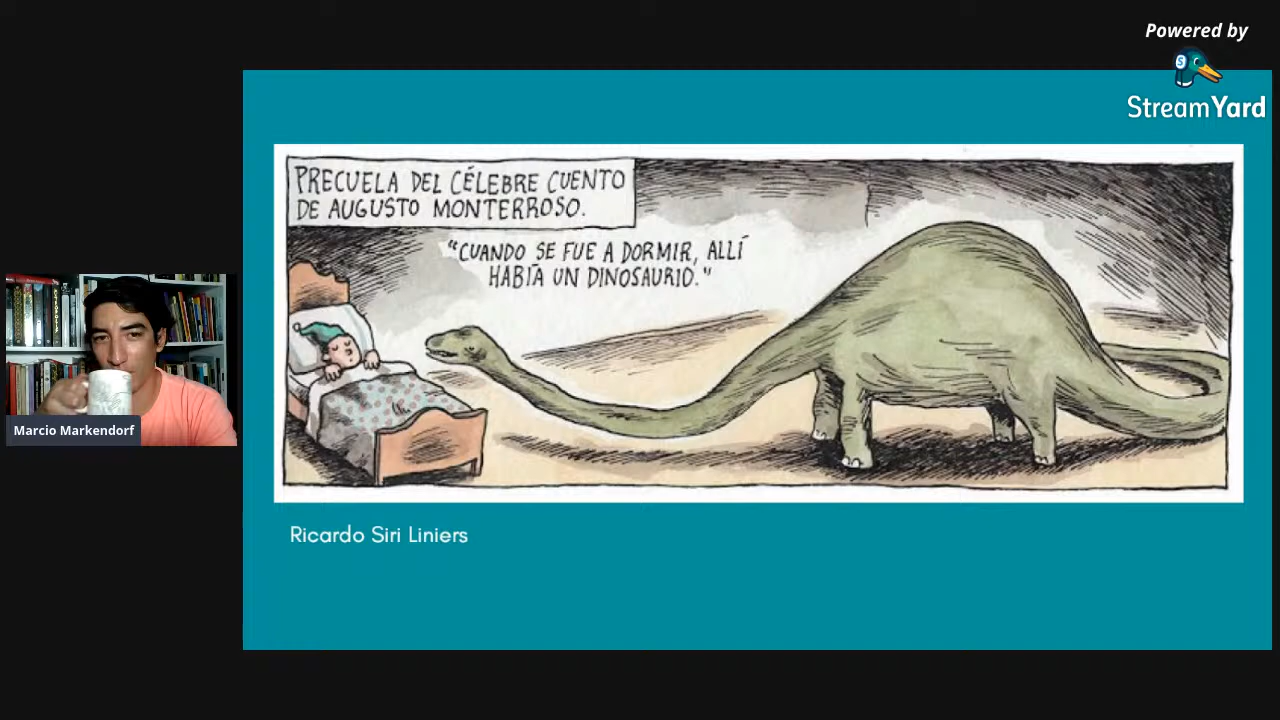 Powered by
StreamYard
PRECUELA DEL CÉLEBRE CUENTO
DE AUGUSTO MONTERROSO.
"CUANDO SE FUE A DORMIR, ALLÍ
HABÍA UN DINOSAURIO."
Marcio Markendorf
Ricardo Siri Liniers